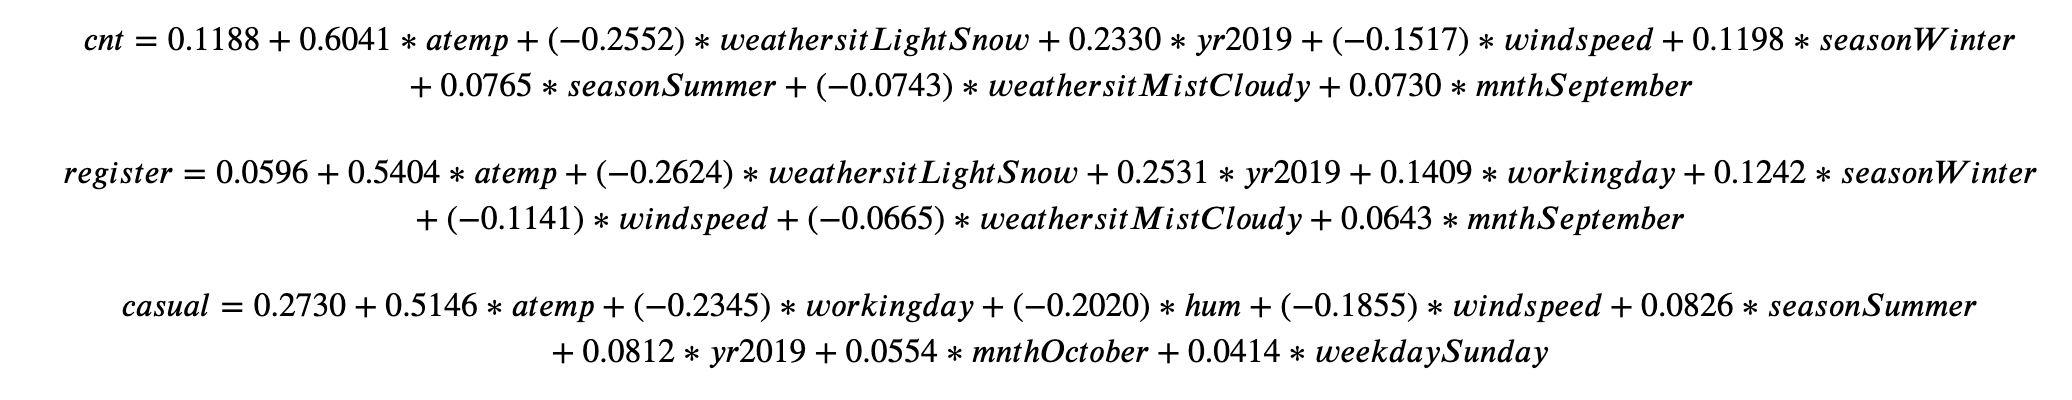 cnt = 0.1188 + 0.6041 ∗ atemp + (−0.2552) ∗ weathersitLightSnow + 0.2330 ∗ yr2019 + (−0.1517) ∗ windspeed + 0.1198 ∗ seasonWinter
+ 0.0765 ∗ seasonSummer + (−0.0743) ∗ weathersitMistCloudy + 0.0730 ∗ mnthSeptember
register = 0.0596 + 0.5404 ∗ atemp + (−0.2624) ∗ weathersitLightSnow + 0.2531 ∗ yr2019 + 0.1409 ∗ workingday + 0.1242 ∗ seasonWinter
+ (−0.1141) ∗ windspeed + (−0.0665) ∗ weathersitMistCloudy + 0.0643 ∗ mnthSeptember
casual = 0.2730 + 0.5146 ∗ atemp + (−0.2345) ∗ workingday + (−0.2020) ∗ hum + (−0.1855) ∗ windspeed + 0.0826 ∗ seasonSummer
+ 0.0812 ∗ yr2019 + 0.0554 ∗ mnthOctober + 0.0414 ∗ weekdaySunday